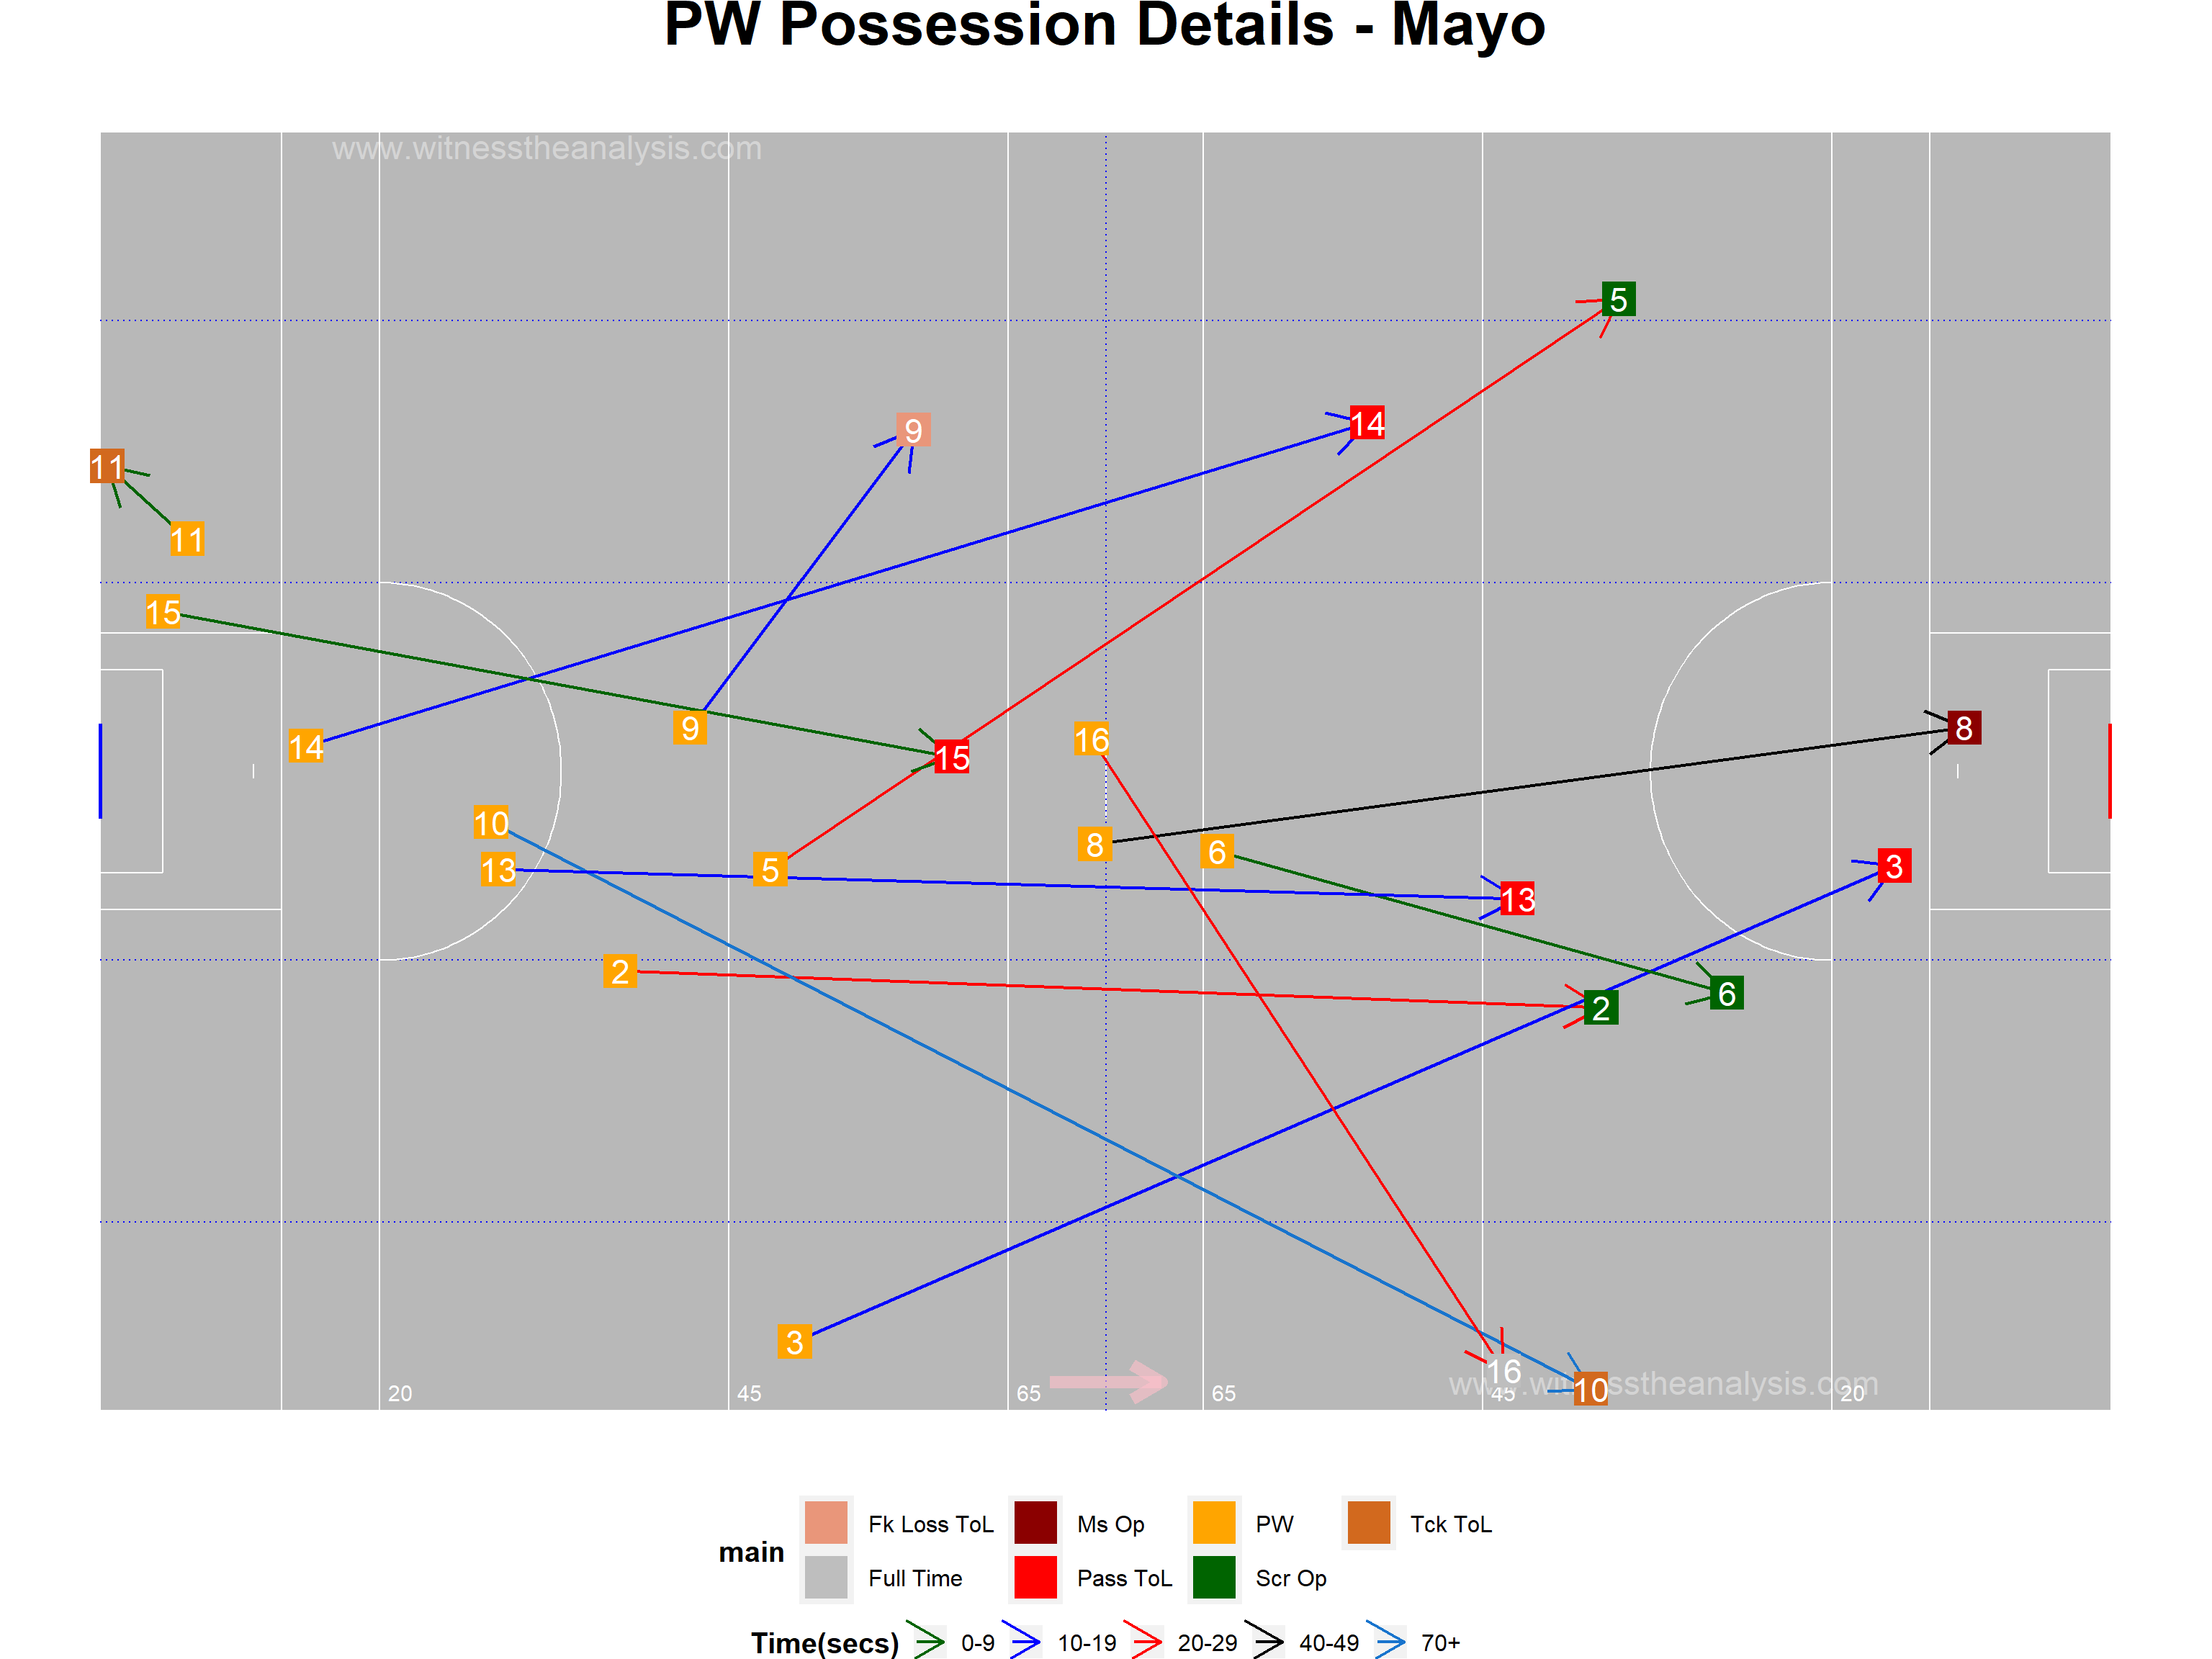 PW Possession Details - Mayo
www.witnesstheanalysis.com
5
9
14
11
11
15
9
16
8
14
15
10
8
6
5
13
3
13
2
6
2
3
16
www.witnesstheanalysis.com
10
20
45
65
65
45
20
main
Fk Loss ToL
Ms Op
PW
Tck ToL
Full Time
Pass ToL
Scr Op
Time(secs)
0-9
10-19
20-29
40-49
70+